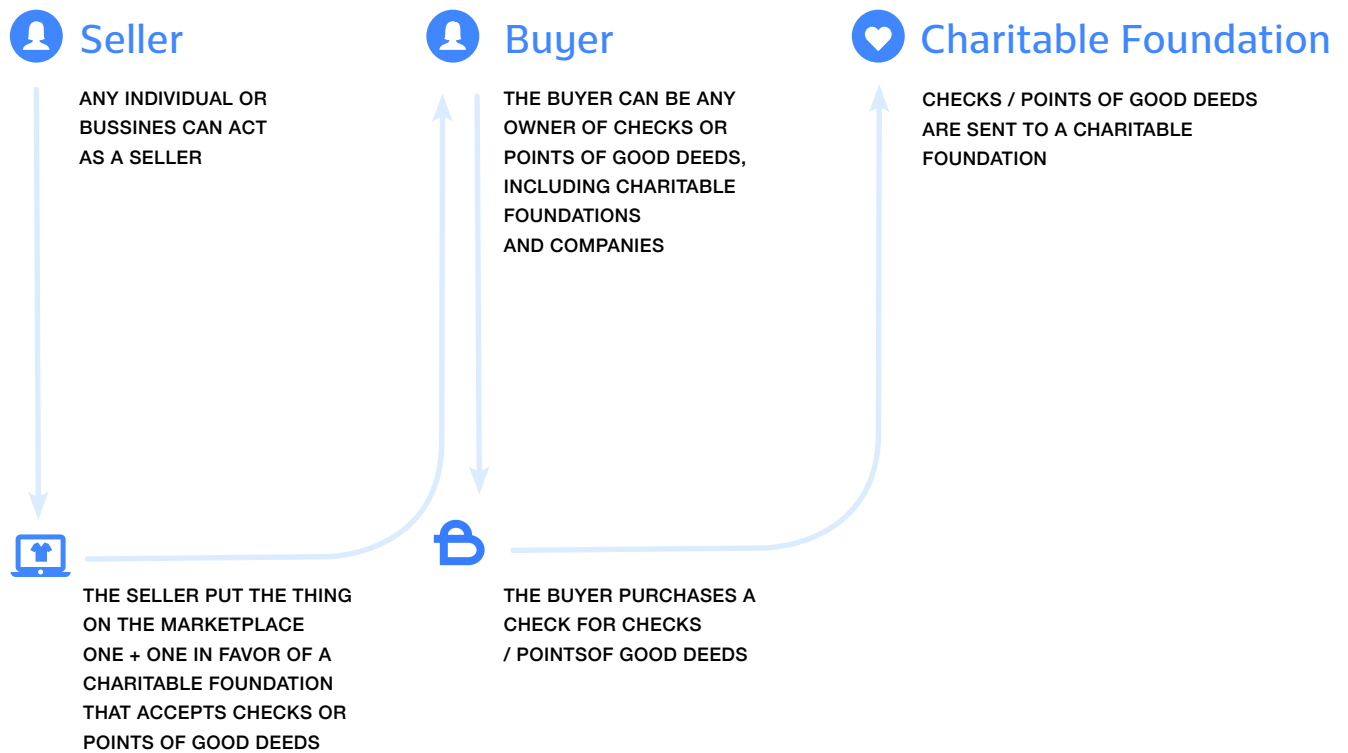 Seller
ANY INDIVIDUAL OR
BUSSINES CAN ACT
AS A SELLER
THE SELLER PUT THE THING
ON THE MARKETPLACE
ONE + ONE IN FAVOR OF A
CHARITABLE FOUNDATION
THAT ACCEPTS CHECKS OR
POINTS OF GOOD DEEDS
Buyer
THE BUYER CAN BE ANY
OWNER OF CHECKS OR
POINTS OF GOOD DEEDS,
INCLUDING CHARITABLE
FOUNDATIONS
AND COMPANIES
THE BUYER PURCHASES A
CHECK FOR CHECKS
/ POINTSOF GOOD DEEDS
Charitable Foundation
CHECKS / POINTS OF GOOD DEEDS
ARE SENT TO A CHARITABLE
FOUNDATION